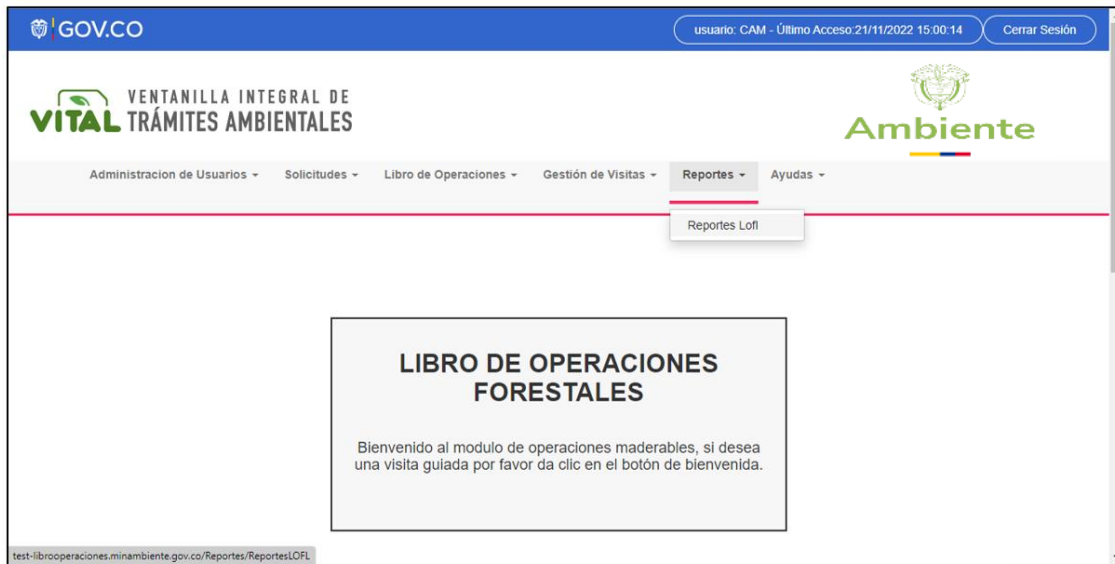 GOV.CO
usuario: CAM - Último Acceso:21/11/2022 15:00:14
Cerrar Sesión
VITAL
VENTANILLA INTEGRAL DE
TRÁMITES AMBIENTALES
Ambiente
Administracion de Usuarios
Solicitudes
Libro de Operaciones
Gestión de Visitas
Reportes
Ayudas
Reportes Lofl
LIBRO DE OPERACIONES
FORESTALES
Bienvenido al modulo de operaciones maderables, si desea
una visita guiada por favor da clic en el botón de bienvenida.
test-librooperaciones.minambiente.gov.co/Reportes/ReportesLOFL